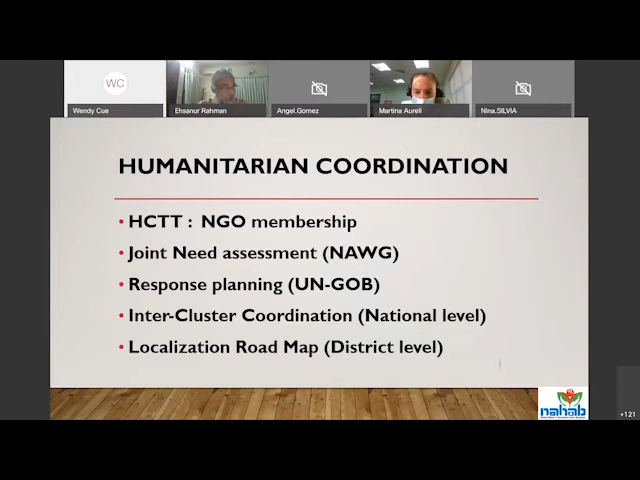 WC
Wendy Cue
Ehsanur Rahman
Angel.Gomez
Martina Aureli
Nina.SILVIA
HUMANITARIAN COORDINATION
• HCTT : NGO membership
• Joint Need assessment (NAWG)
• Response planning (UN-GOB)
• Inter-Cluster Coordination (National level)
• Localization Road Map (District level)
nahab
+121